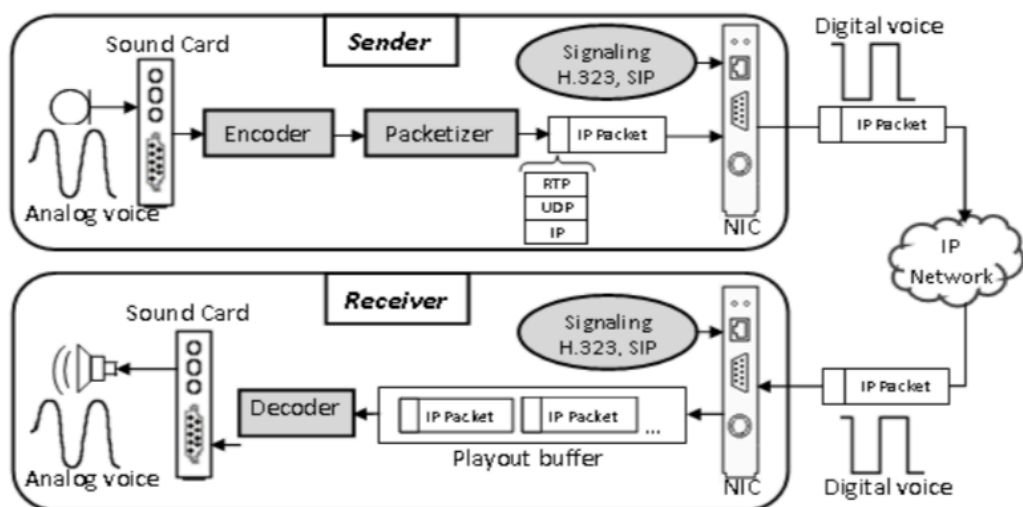 Sender
Sound Card
Signaling
H.323, SIP
Digital voice
Encoder
Packetizer
IP Packet
IP Packet
RTP
UDP
IP
Analog voice
NIC
IP
Network
Receiver
Sound Card
Signaling
H.323, SIP
Decoder
IP Packet
IP Packet
...
IP Packet
Playout buffer
Analog voice
NIC
Digital voice